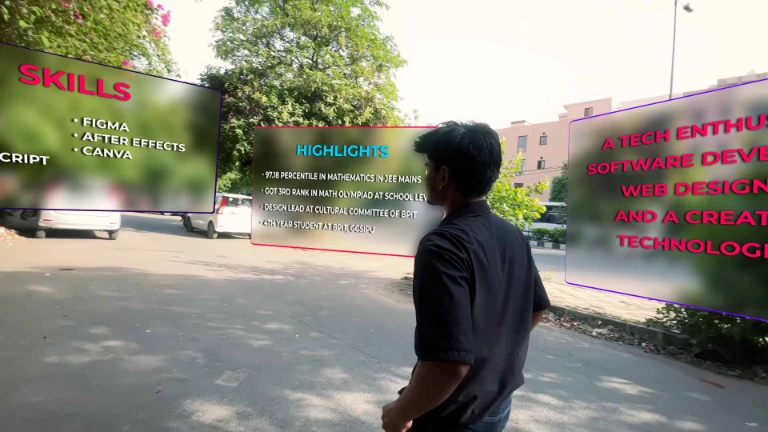 SKILLS
• FIGMA
• AFTER EFFECTS
• CANVA
CRIPT
HIGHLIGHTS
• 97.18 PERCENTILE IN MATHEMATICS IN JEE MAINS
• GOT 3RD RANK IN MATH OLYMPIAD AT SCHOOL LEV
• DESIGN LEAD AT CULTURAL COMMITTEE OF BPIT
• 4TH YEAR STUDENT AT BPIT, GGSIPU
A TECH ENTHUS
SOFTWARE DEVE
WEB DESIGN
AND A CREAT
TECHNOLOGI